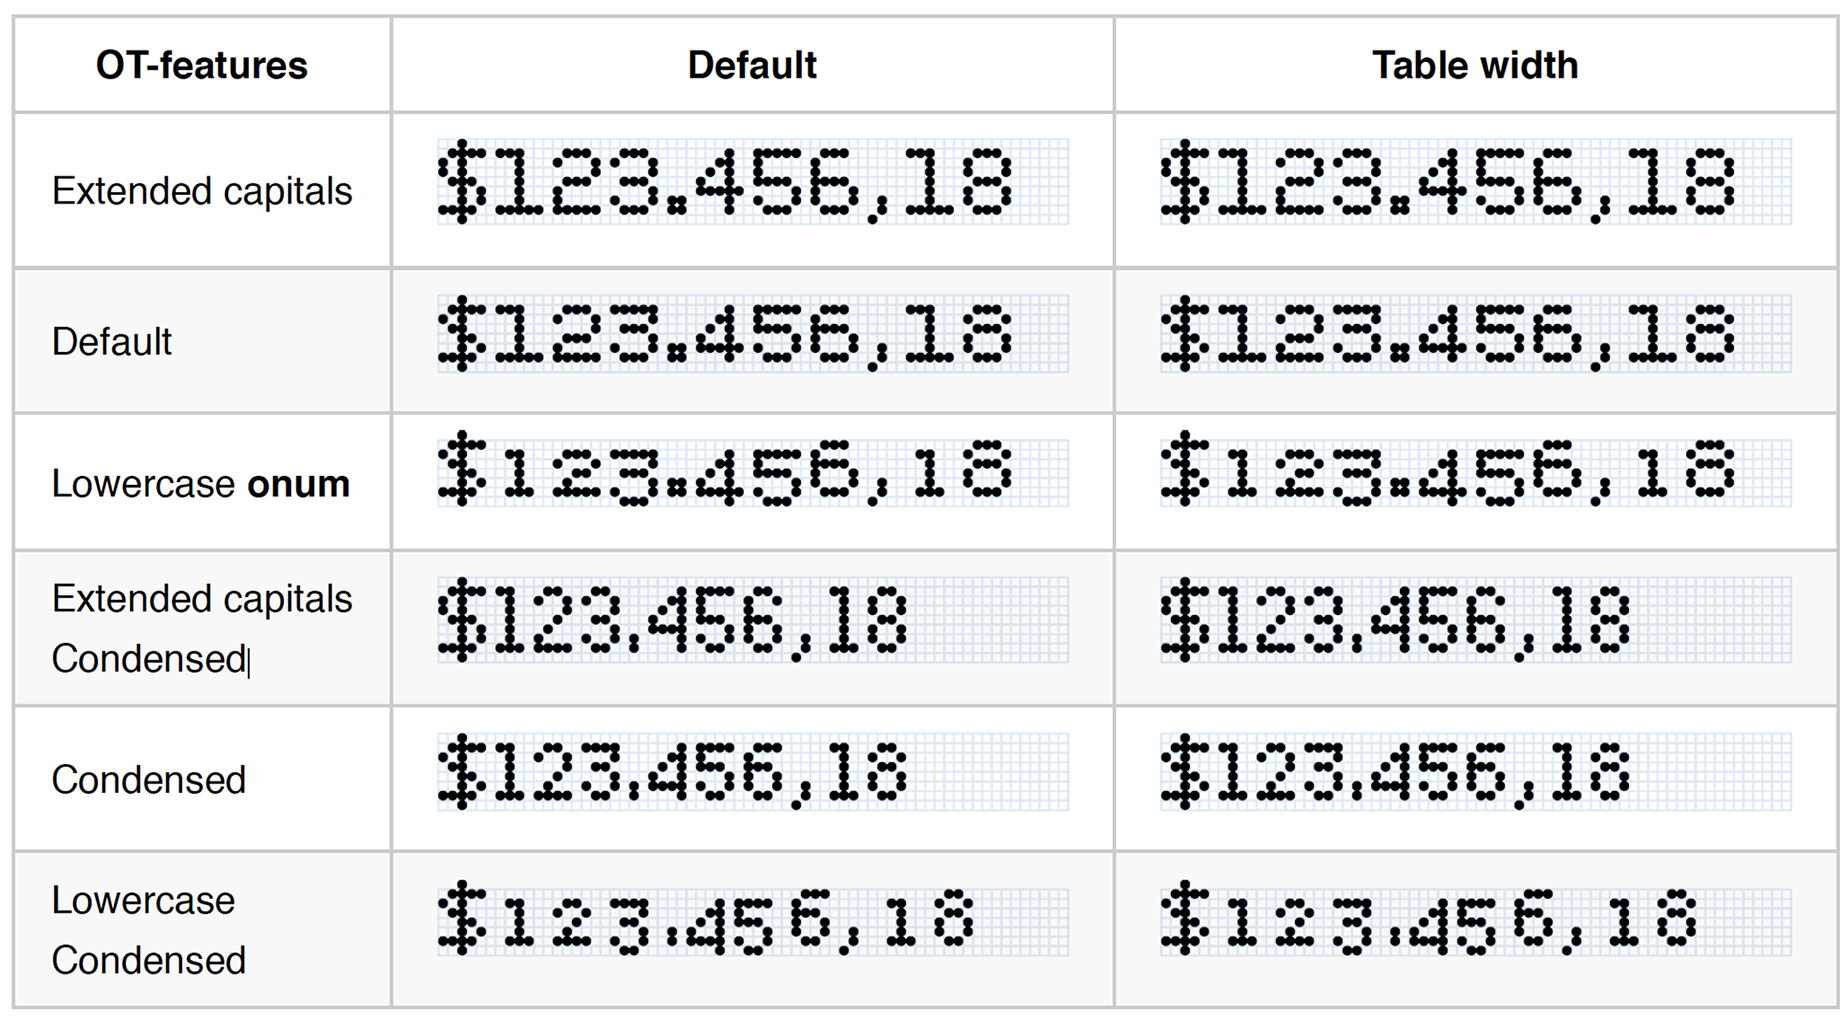 OT-features Default Table width
Extended capitals $123.456,18 $123.456,18
Default $123.456,18 $123.456,18
Lowercase onum $123.456,18 $123.456,18
Extended capitals
Condensed $123.456,18 $123.456,18
Condensed $123.456,18 $123.456,18
Lowercase
Condensed $123.456,18 $123.456,18